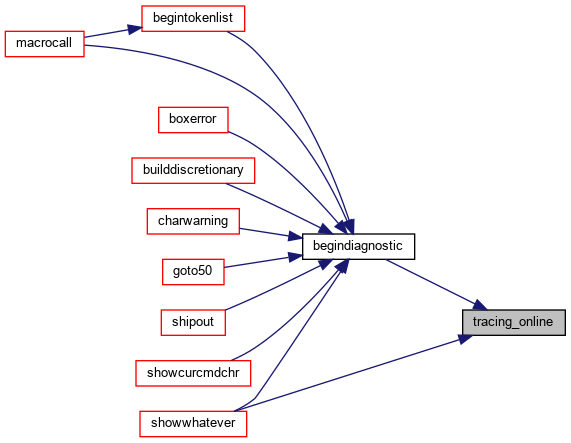 begintokenlist
macrocall
boxerror
builddiscretionary
charwarning
begindiagnostic
goto50
shipout
tracing_online
showcurcmdchr
showwhatever